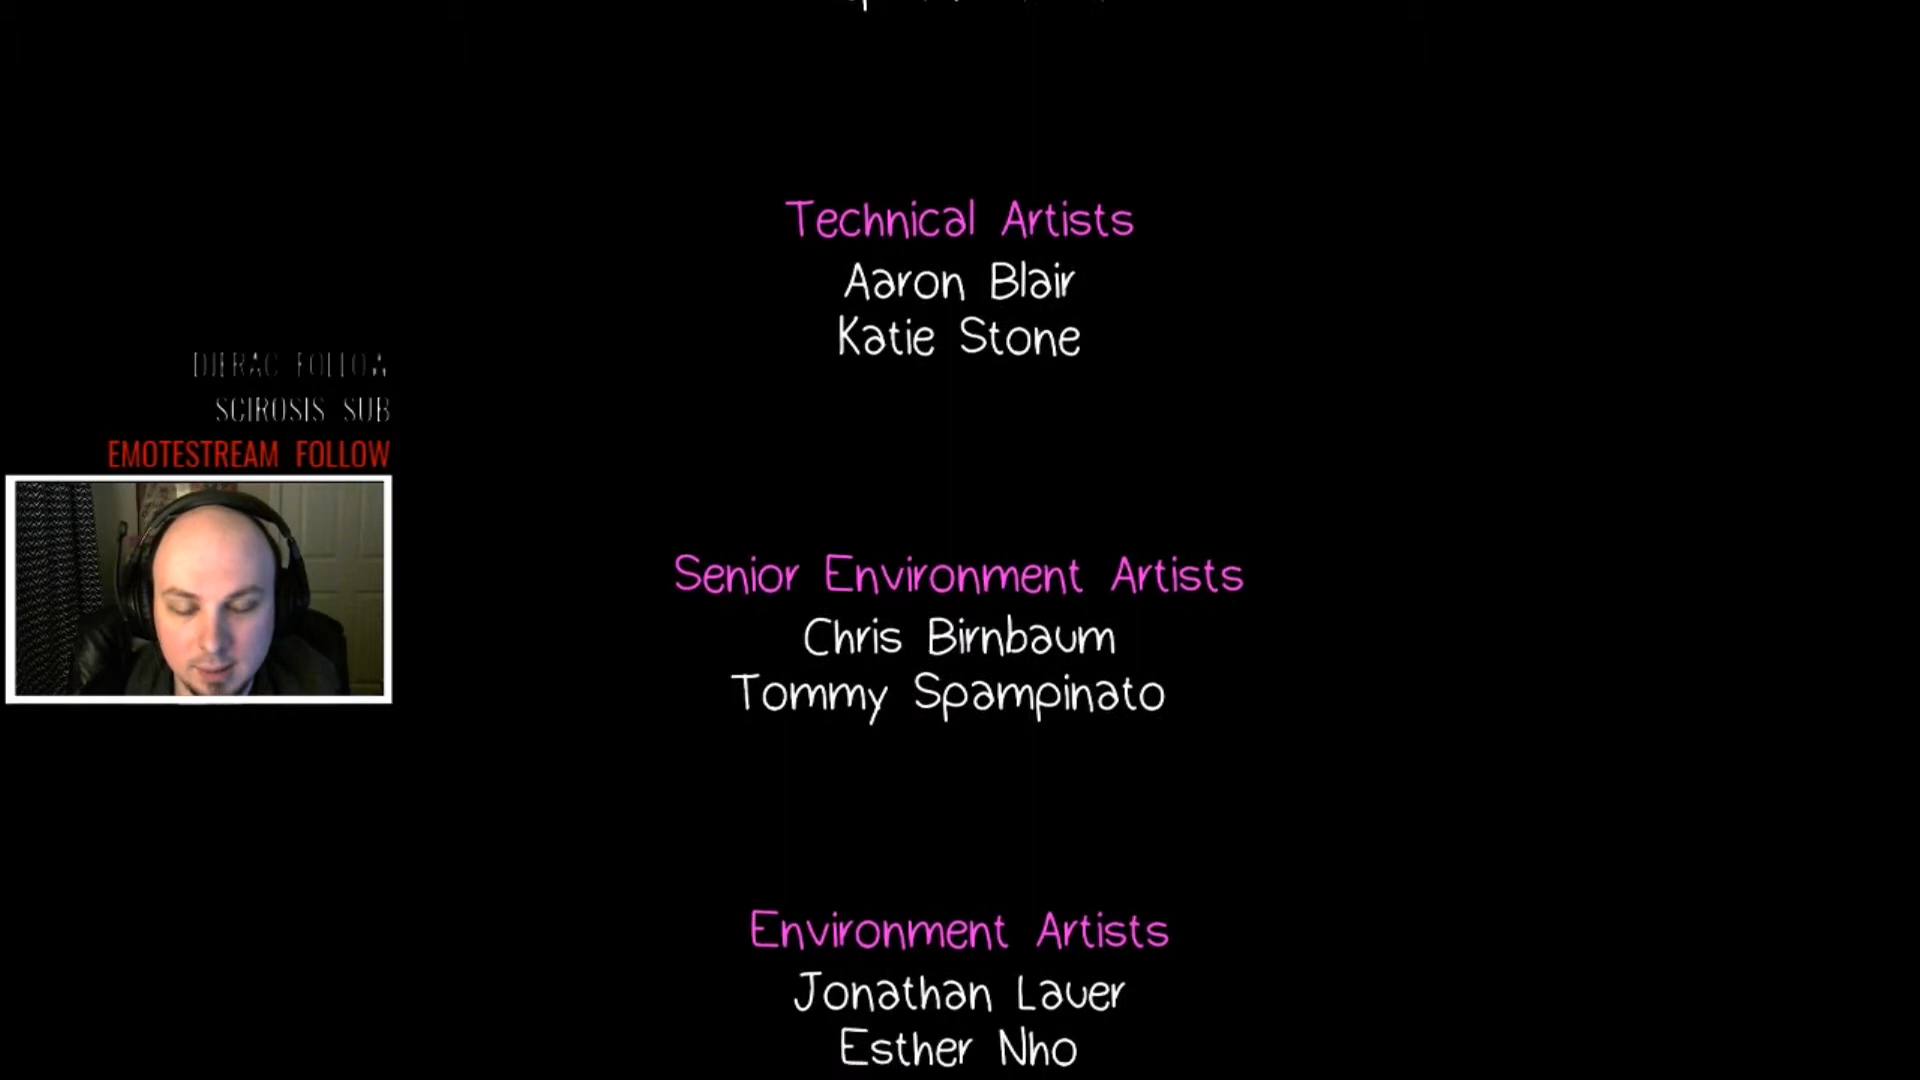 Technical Artists
Aaron Blair
Katie Stone
SCIROSIS SUB
EMOTESTREAM FOLLOW
Senior Environment Artists
Chris Birnbaum
Tommy Spampinato
Environment Artists
Jonathan Lauer
Esther Nho